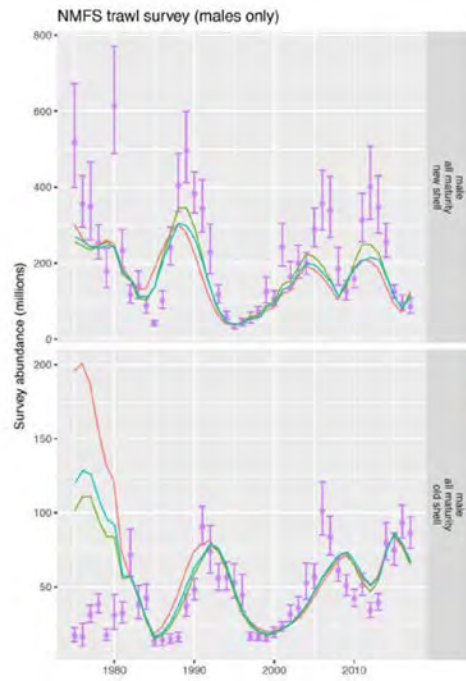 NMFS trawl survey (males only)
800
600
400
200
0
male
all maturity
new shell
Survey abundance (millions)
200
150
100
50
male
all maturity
old shell
1980
1990
2000
2010